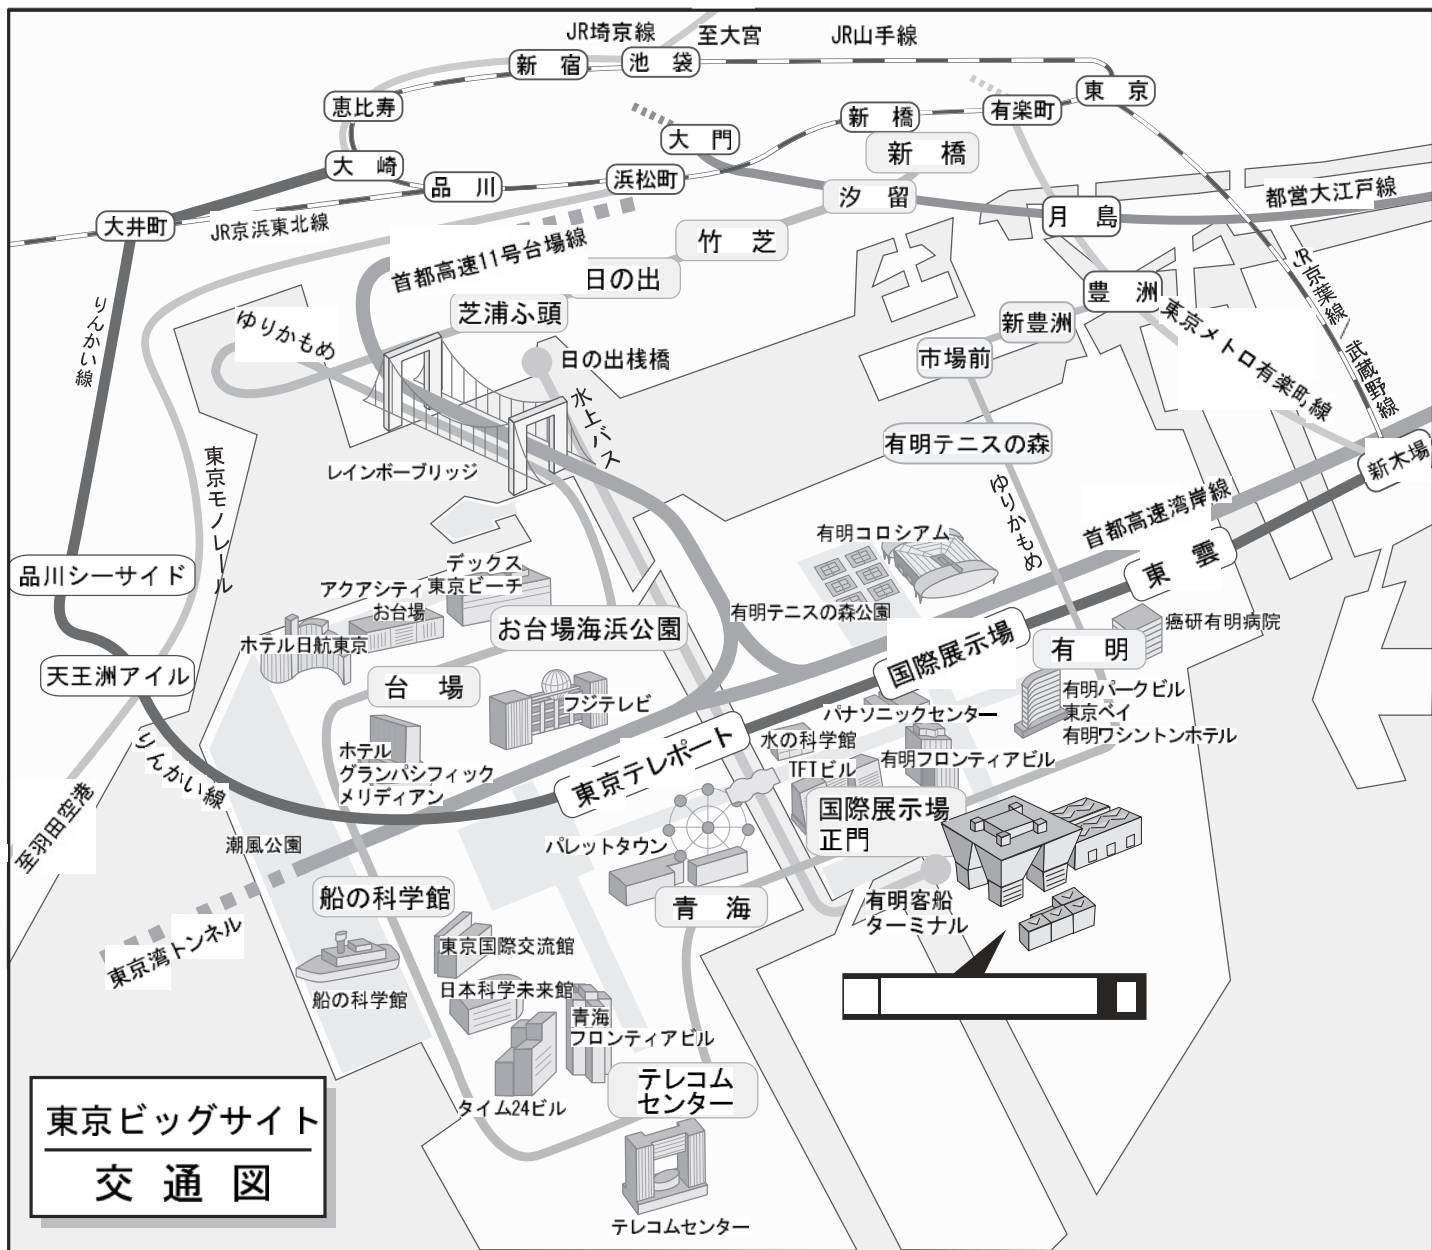 JR埼京線
至大宮
JR山手線
新宿
池袋
恵比寿
有楽町
東京
新橋
大門
新橋
大崎
品川
浜松町
汐留
都営大江戸線
大井町
JR京浜東北線
月島
竹芝
首都高速11号台場線
日の出
豊洲
JR京葉線/武蔵野線
りんかい線
ゆりかもめ
芝浦ふ頭
新豊洲
東京メトロ有楽町線
市場前
日の出桟橋
水上バス
有明テニスの森
新木場
東京モノレール
レインボーブリッジ
ゆりかもめ
首都高速湾岸線
有明コロシアム
東雲
品川シーサイド
デックス
東京ビーチ
アクアシティ
お台場
有明テニスの森公園
癌研有明病院
お台場海浜公園
ホテル日航東京
国際展示場
有明
天王洲アイル
台場
フジテレビ
有明パークビル
東京ベイ
有明ワシントンホテル
パナソニックセンター
水の科学館
有明フロンティアビル
TFTビル
りんかい線
ホテル
グランパシフィック
メリディアン
東京テレポート
国際展示場
正門
至羽田空港
潮風公園
パレットタウン
船の科学館
青海
有明客船
ターミナル
東京湾トンネル
東京国際交流館
船の科学館
日本科学未来館
青海
フロンティアビル
テレコム
センター
タイム24ビル
東京ビッグサイト
交通図
テレコムセンター